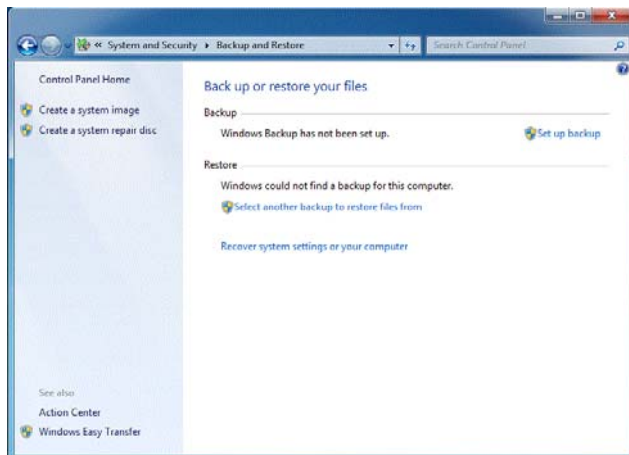 « System and Security ▸ Backup and Restore
Search Control Panel
Control Panel Home
Create a system image
Create a system repair disc
Back up or restore your files
Backup
Windows Backup has not been set up.
Set up backup
Restore
Windows could not find a backup for this computer.
Select another backup to restore files from
Recover system settings or your computer
See also
Action Center
Windows Easy Transfer